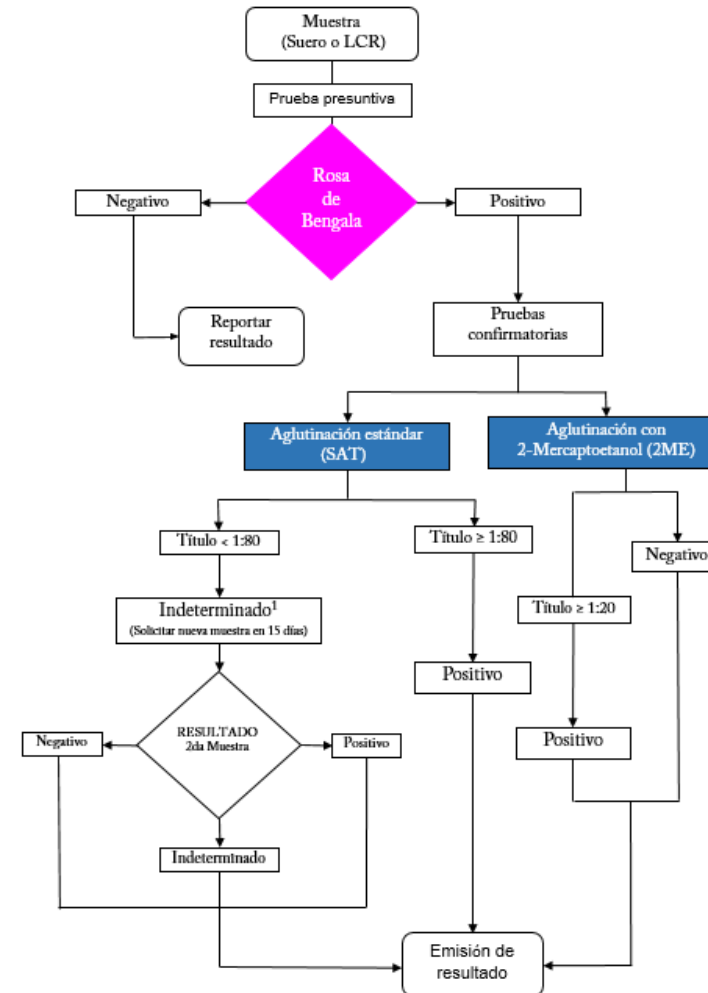 Muestra
(Suero o LCR)
Prueba presuntiva
Rosa
de
Bengala
Negativo
Positivo
Reportar
resultado
Pruebas
confirmatorias
Aglutinación estándar
(SAT)
Aglutinación con
2-Mercaptoetanol (2ME)
Título < 1:80
Título ≥ 1:80
Negativo
Indeterminado¹
(Solicitar nueva muestra en 15 días)
Título ≥ 1:20
Positivo
RESULTADO
2da Muestra
Negativo
Positivo
Positivo
Indeterminado
Emisión de
resultado